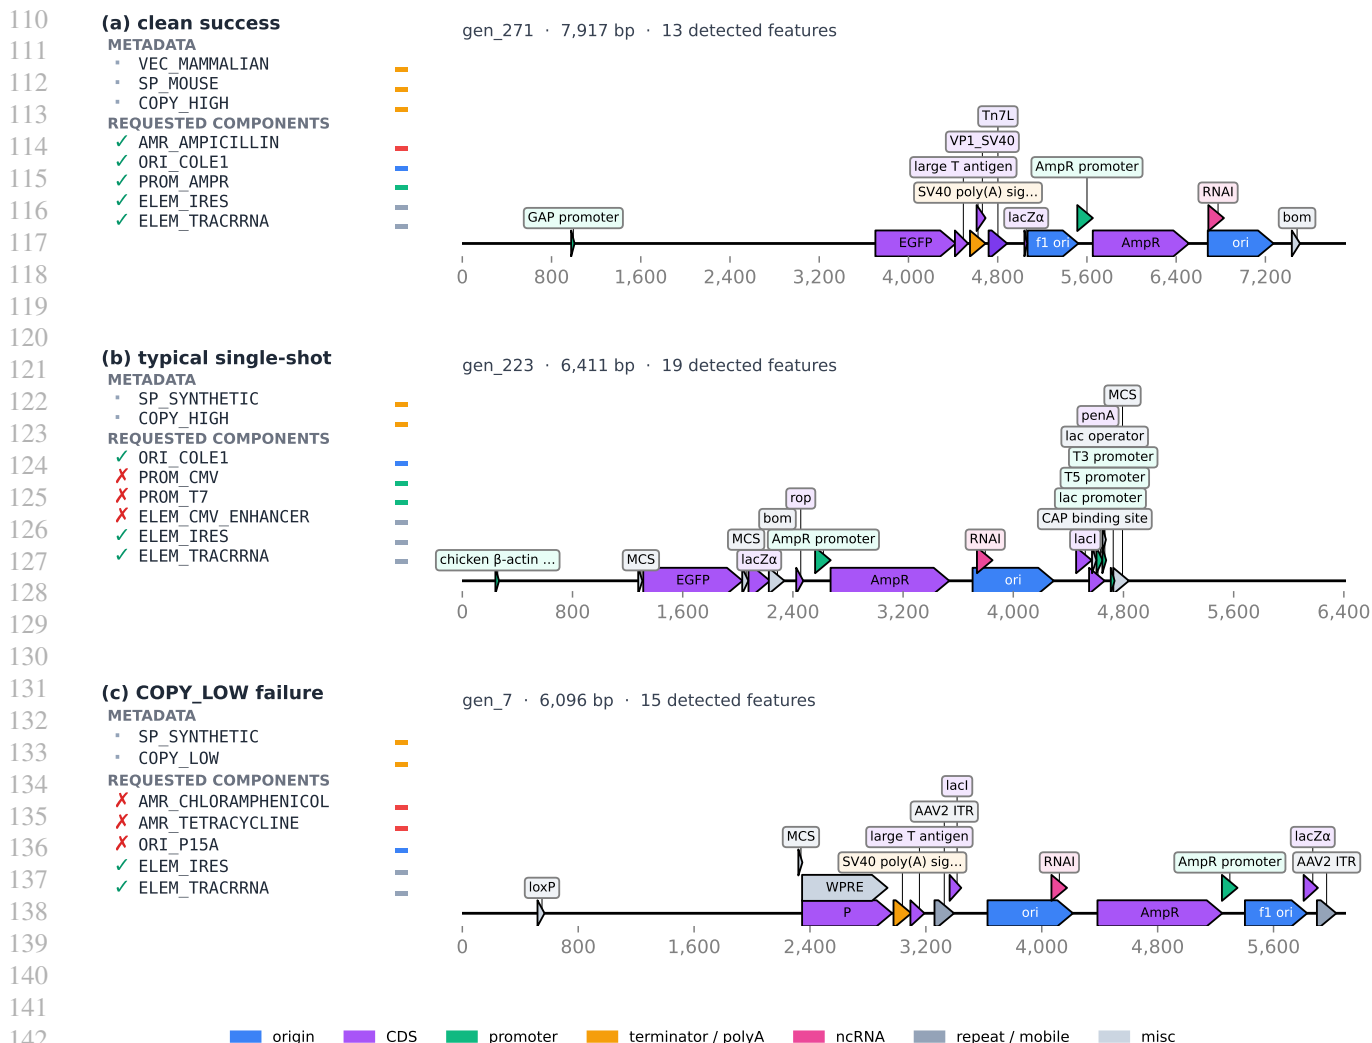 110
111
112
113
114
115
116
117
118
119
120
121
122
123
124
125
126
127
128
129
130
131
132
133
134
135
136
137
138
139
140
141
142
(a) clean success
METADATA
VEC_MAMMALIAN
SP_MOUSE
COPY_HIGH
REQUESTED COMPONENTS
✓ AMR_AMPICILLIN
✓ ORI_COLE1
✓ PROM_AMPR
✓ ELEM_IRES
✓ ELEM_TRACRRNA
gen_271 · 7,917 bp · 13 detected features
Tn7L
VP1_SV40
large T antigen AmpR promoter
SV40 poly(A) sig... RNAI
GAP promoter lacZα bom
EGFP f1 ori AmpR ori
0 800 1,600 2,400 3,200 4,000 4,800 5,600 6,400 7,200
(b) typical single-shot
METADATA
SP_SYNTHETIC
COPY_HIGH
REQUESTED COMPONENTS
✓ ORI_COLE1
✗ PROM_CMV
✗ PROM_T7
✗ ELEM_CMV_ENHANCER
✓ ELEM_IRES
✓ ELEM_TRACRRNA
gen_223 · 6,411 bp · 19 detected features
MCS
penA
lac operator
T3 promoter
T5 promoter
rop lac promoter
bom CAP binding site
MCS AmpR promoter RNAI lacI
chicken β-actin ... MCS lacZα
EGFP AmpR ori
0 800 1,600 2,400 3,200 4,000 4,800 5,600 6,400
(c) COPY_LOW failure
METADATA
SP_SYNTHETIC
COPY_LOW
REQUESTED COMPONENTS
✗ AMR_CHLORAMPHENICOL
✗ AMR_TETRACYCLINE
✗ ORI_P15A
✓ ELEM_IRES
✓ ELEM_TRACRRNA
gen_7 · 6,096 bp · 15 detected features
lacI
AAV2 ITR
MCS large T antigen lacZα
SV40 poly(A) sig... RNAI AmpR promoter AAV2 ITR
loxP WPRE
P ori AmpR f1 ori
0 800 1,600 2,400 3,200 4,000 4,800 5,600
origin CDS promoter terminator / polyA ncRNA repeat / mobile misc